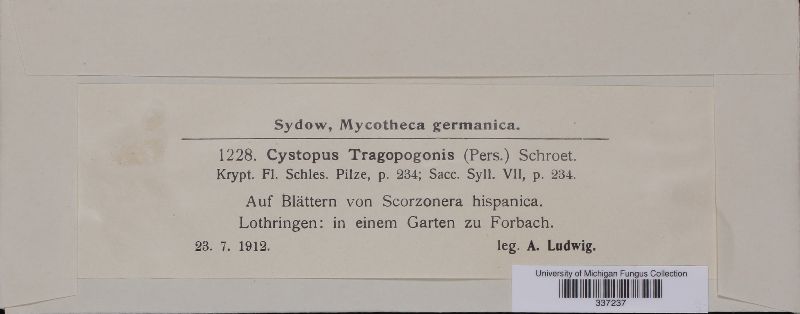 Sydow, Mycotheca germanica.
1228. Cystopus Tragopogonis (Pers.) Schroet.
Krypt. Fl. Schles. Pilze, p. 234; Sacc. Syll. VII, p. 234.
Auf Blättern von Scorzonera hispanica.
Lothringen: in einem Garten zu Forbach.
23. 7. 1912. leg. A. Ludwig.
University of Michigan Fungus Collection
337237